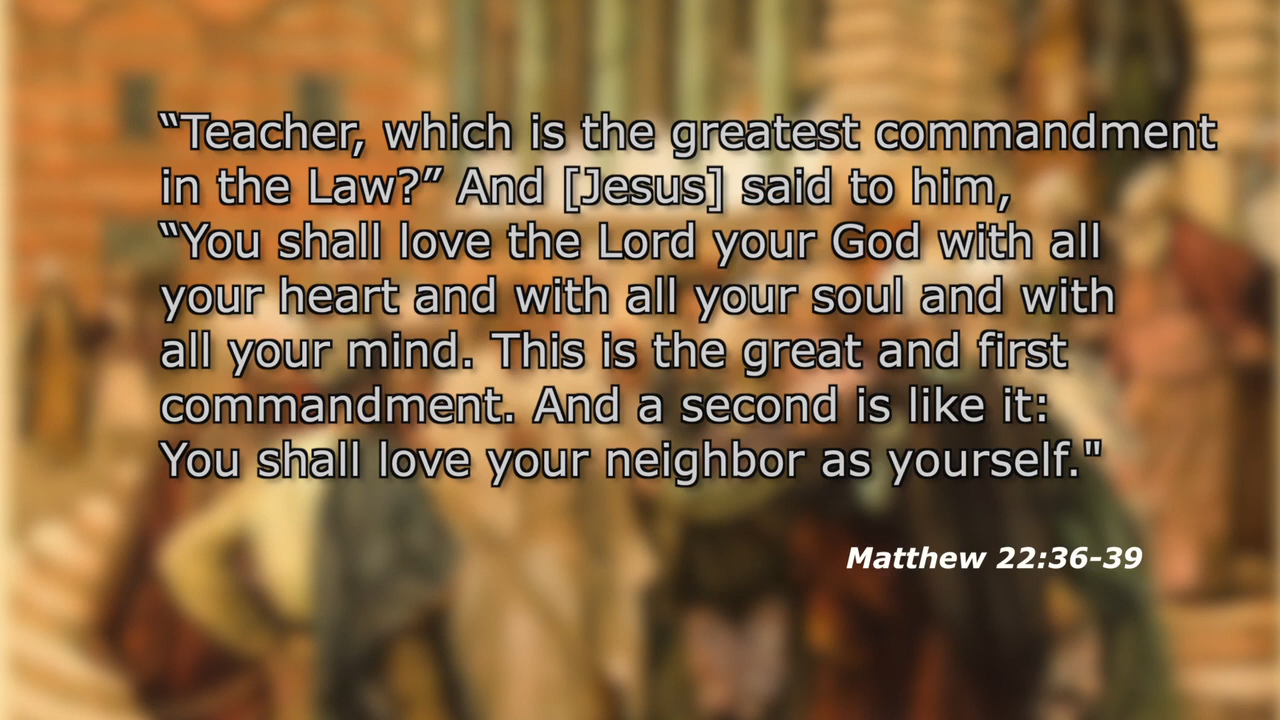 “Teacher, which is the greatest commandment
in the Law?” And [Jesus] said to him,
“You shall love the Lord your God with all
your heart and with all your soul and with
all your mind. This is the great and first
commandment. And a second is like it:
You shall love your neighbor as yourself."
Matthew 22:36-39